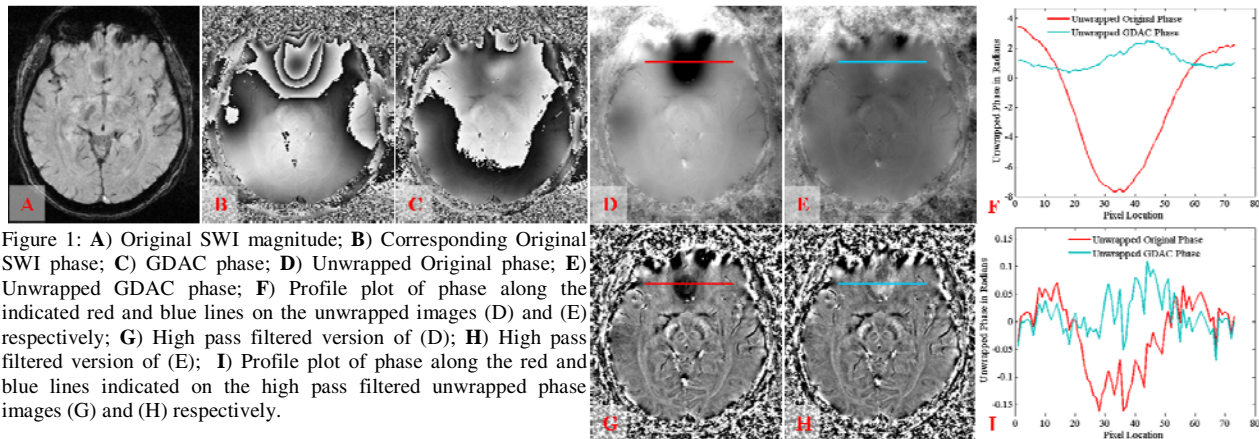 A
B
C
D
E
4
2
0
-2
-4
-6
-8
0
10
20
30
40
50
60
70
80
Unwrapped Original Phase
Unwrapped GDAC Phase
Unwrapped Phase in Radians
Pixel Location
F
Figure 1: A) Original SWI magnitude; B) Corresponding Original
SWI phase; C) GDAC phase; D) Unwrapped Original phase; E)
Unwrapped GDAC phase; F) Profile plot of phase along the
indicated red and blue lines on the unwrapped images (D) and (E)
respectively; G) High pass filtered version of (D); H) High pass
filtered version of (E); I) Profile plot of phase along the red and
blue lines indicated on the high pass filtered unwrapped phase
images (G) and (H) respectively.
G
H
0.15
0.1
0.05
0
-0.05
-0.1
-0.15
0
10
20
30
40
50
60
70
80
Unwrapped Original Phase
Unwrapped GDAC Phase
Unwrapped Phase in Radians
Pixel Location
I